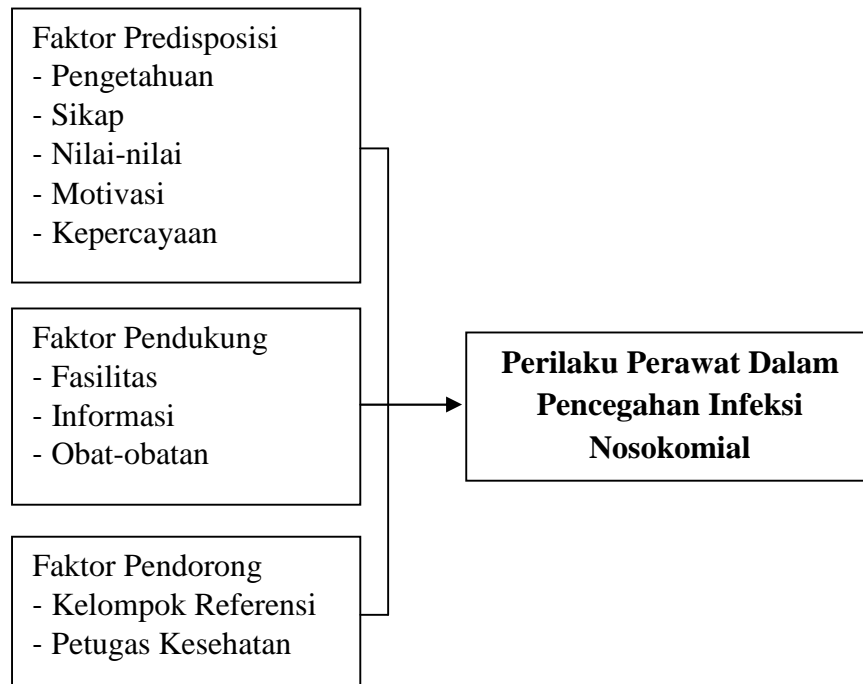 Faktor Predisposisi
- Pengetahuan
- Sikap
- Nilai-nilai
- Motivasi
- Kepercayaan
Faktor Pendukung
- Fasilitas
- Informasi
- Obat-obatan
Faktor Pendorong
- Kelompok Referensi
- Petugas Kesehatan
Perilaku Perawat Dalam
Pencegahan Infeksi
Nosokomial